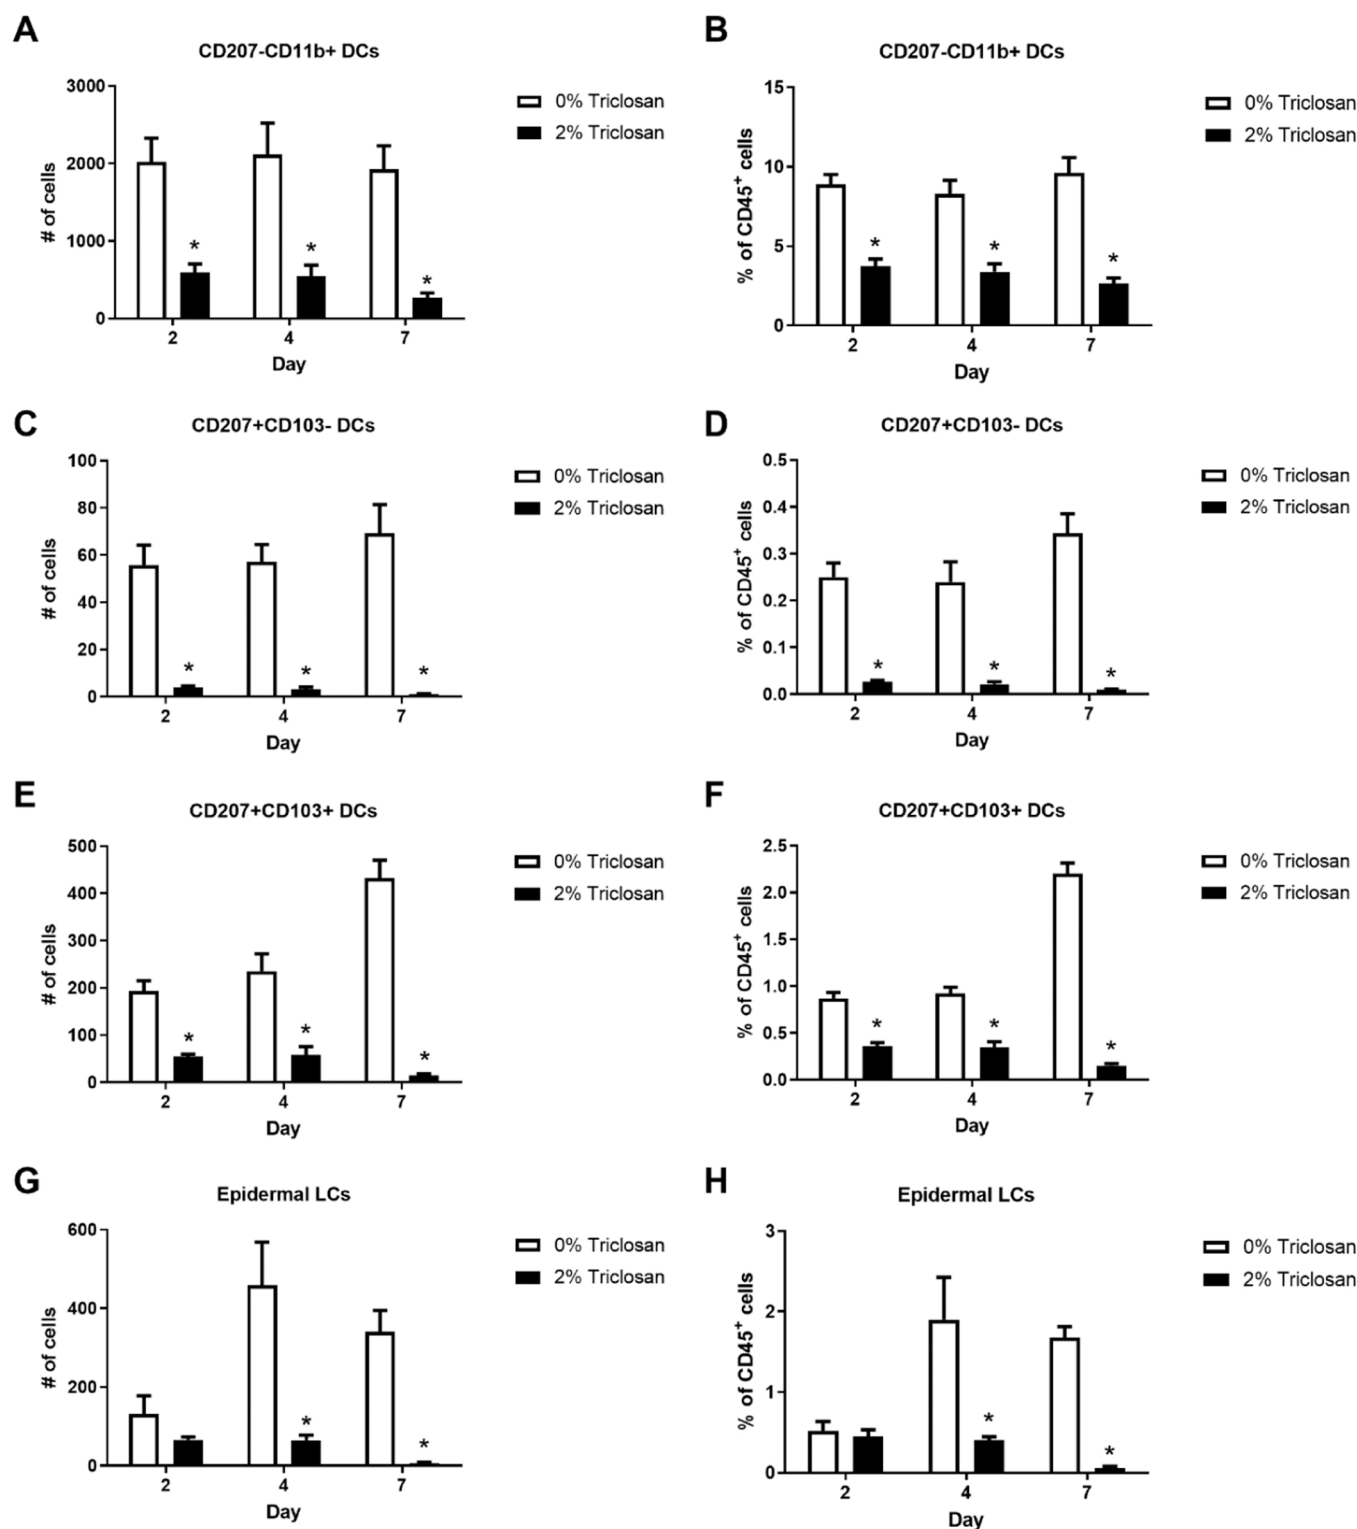 A
CD207-CD11b+ DCs
3000
2000
1000
0
# of cells
* * *
2 4 7
Day
0% Triclosan
2% Triclosan
B
CD207-CD11b+ DCs
15
10
5
0
% of CD45+ cells
* * *
2 4 7
Day
0% Triclosan
2% Triclosan
C
CD207+CD103- DCs
100
80
60
40
20
0
# of cells
* * *
2 4 7
Day
0% Triclosan
2% Triclosan
D
CD207+CD103- DCs
0.5
0.4
0.3
0.2
0.1
0.0
% of CD45+ cells
* * *
2 4 7
Day
0% Triclosan
2% Triclosan
E
CD207+CD103+ DCs
500
400
300
200
100
0
# of cells
* * *
2 4 7
Day
0% Triclosan
2% Triclosan
F
CD207+CD103+ DCs
2.5
2.0
1.5
1.0
0.5
0.0
% of CD45+ cells
* * *
2 4 7
Day
0% Triclosan
2% Triclosan
G
Epidermal LCs
600
400
200
0
# of cells
* *
2 4 7
Day
0% Triclosan
2% Triclosan
H
Epidermal LCs
3
2
1
0
% of CD45+ cells
* *
2 4 7
Day
0% Triclosan
2% Triclosan